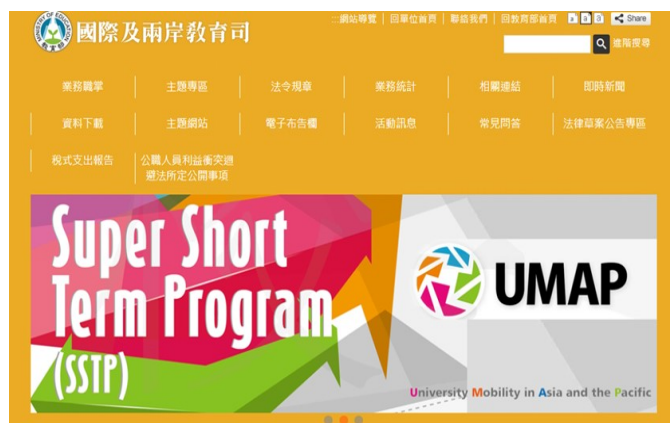 國際及兩岸教育司
:::網站導覽 | 回單位首頁 | 聯絡我們 | 回教育部首頁 a a a Share
進階搜尋
業務職掌 主題專區 法令規章 業務統計 相關連結 即時新聞
資料下載 主題網站 電子布告欄 活動訊息 常見問答 法律草案公告專區
稅式支出報告 公職人員利益衝突迴
避法所定公開事項
Super Short
Term Program
(SSTP)
UMAP
University Mobility in Asia and the Pacific